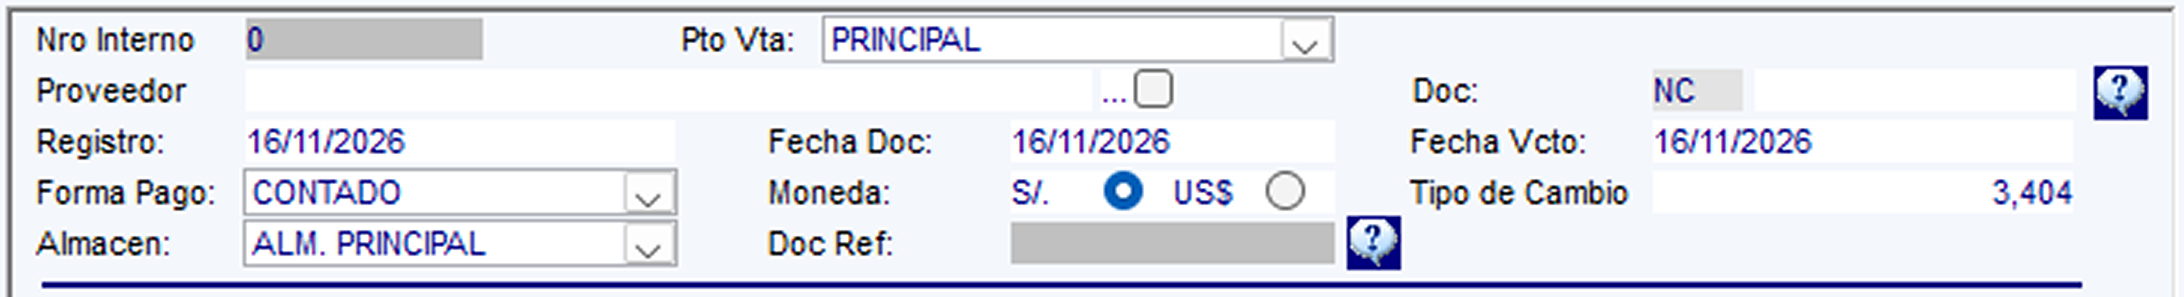 Nro Interno 0 Pto Vta: PRINCIPAL
Proveedor ... Doc: NC ?
Registro: 16/11/2026 Fecha Doc: 16/11/2026 Fecha Vcto: 16/11/2026
Forma Pago: CONTADO Moneda: S/. US$ Tipo de Cambio 3,404
Almacen: ALM. PRINCIPAL Doc Ref: ?